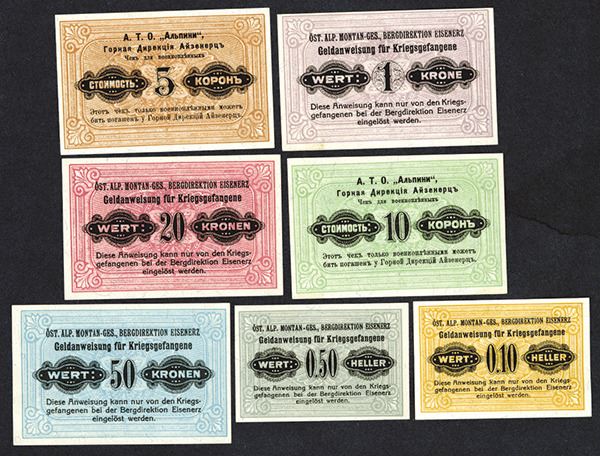 А. Т. О. „Альпини"
Горная Дирекція Айзенерцъ
Чекъ для военноплѣнныхъ
СТОИМОСТЬ: 5 КОРОНЪ
Этотъ чекъ только военноплѣнными можетъ
быть погашенъ у Горной Дирекцій Айзенерцъ.
ÖST. ALP. MONTAN-GES., BERGDIREKTION EISENERZ
Geldanweisung für Kriegsgefangene
WERT: 1 KRONE
Diese Anweisung kann nur von den Kriegs-
gefangenen bei der Bergdirektion Eisenerz
eingelöst werden.
ÖST. ALP. MONTAN-GES., BERGDIREKTION EISENERZ
Geldanweisung für Kriegsgefangene
WERT: 20 KRONEN
Diese Anweisung kann nur von den Kriegs-
gefangenen bei der Bergdirektion Eisenerz
eingelöst werden.
А. Т. О. „Альпини",
Горная Дирекція Айзенерцъ
Чекъ для военноплѣнныхъ
СТОИМОСТЬ: 10 КОРОНЪ
Этотъ чекъ только военноплѣнными можетъ
быть погашенъ у Горной Дирекцій Айзенерцъ.
ÖST. ALP. MONTAN-GES., BERGDIREKTION EISENERZ
Geldanweisung für Kriegsgefangene
WERT: 50 KRONEN
Diese Anweisung kann nur von den Kriegs-
gefangenen bei der Bergdirektion Eisenerz
eingelöst werden.
ÖST. ALP. MONTAN-GES., BERGDIREKTION EISENERZ
Geldanweisung für Kriegsgefangene
WERT: 0,50 HELLER
Diese Anweisung kann nur von den Kriegs-
gefangenen bei der Bergdirektion Eisenerz
eingelöst werden.
ÖST. ALP. MONTAN-GES., BERGDIREKTION EISENERZ
Geldanweisung für Kriegsgefangene
WERT: 0,10 HELLER
Diese Anweisung kann nur von den Kriegs-
gefangenen bei der Bergdirektion Eisenerz
eingelöst werden.